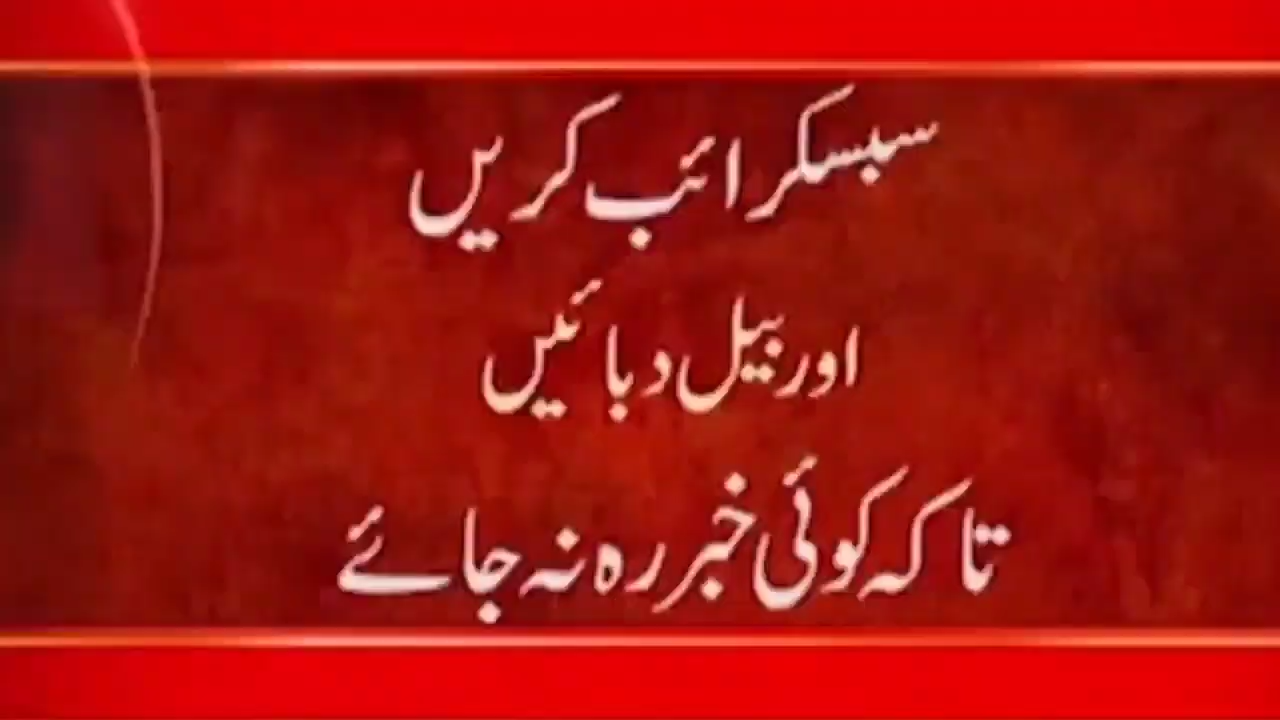 سبسکرائب کریں
اور بیل دبائیں
تاکہ کوئی خبر رہ نہ جائے